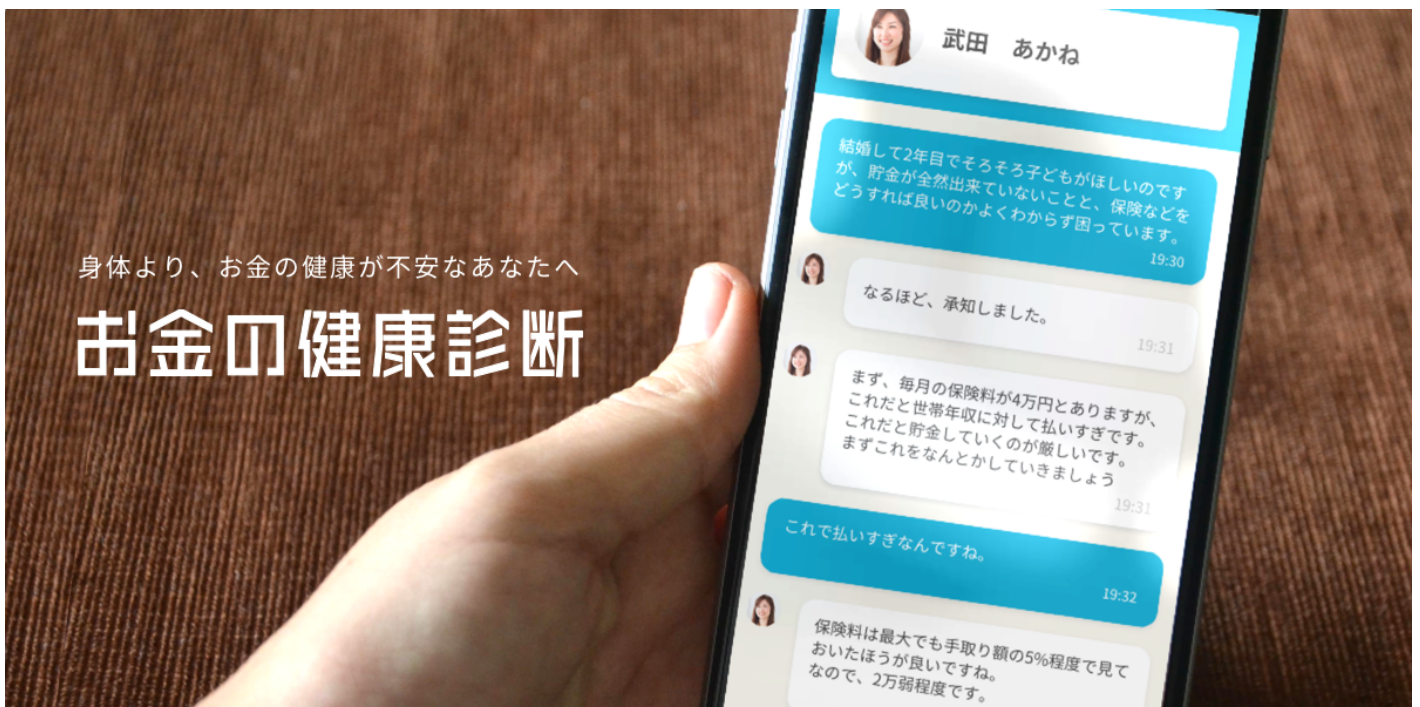 身体より、お金の健康が不安なあなたへ
お金の健康診断
武田 あかね
結婚して2年目でそろそろ子どもがほしいのです
が、貯金が全然出来ていないことと、保険などを
どうすれば良いのかよくわからず困っています。
19:30
なるほど、承知しました。
19:31
まず、毎月の保険料が4万円とありますが、
これだと世帯年収に対して払いすぎです。
これだと貯金していくのが厳しいです。
まずこれをなんとかしていきましょう
19:31
これで払いすぎなんですね。
19:32
保険料は最大でも手取り額の5%程度で見て
おいたほうが良いですね。
なので、2万弱程度です。